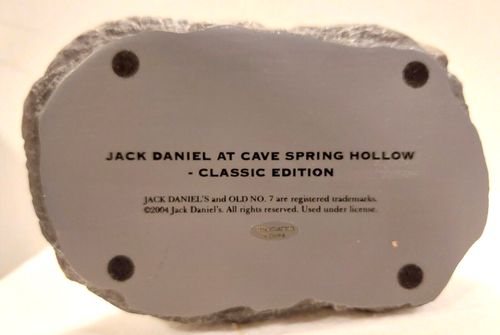 JACK DANIEL AT CAVE SPRING HOLLOW
- CLASSIC EDITION
JACK DANIEL'S and OLD NO. 7 are registered trademarks.
©2004 Jack Daniel's. All rights reserved. Used under license.